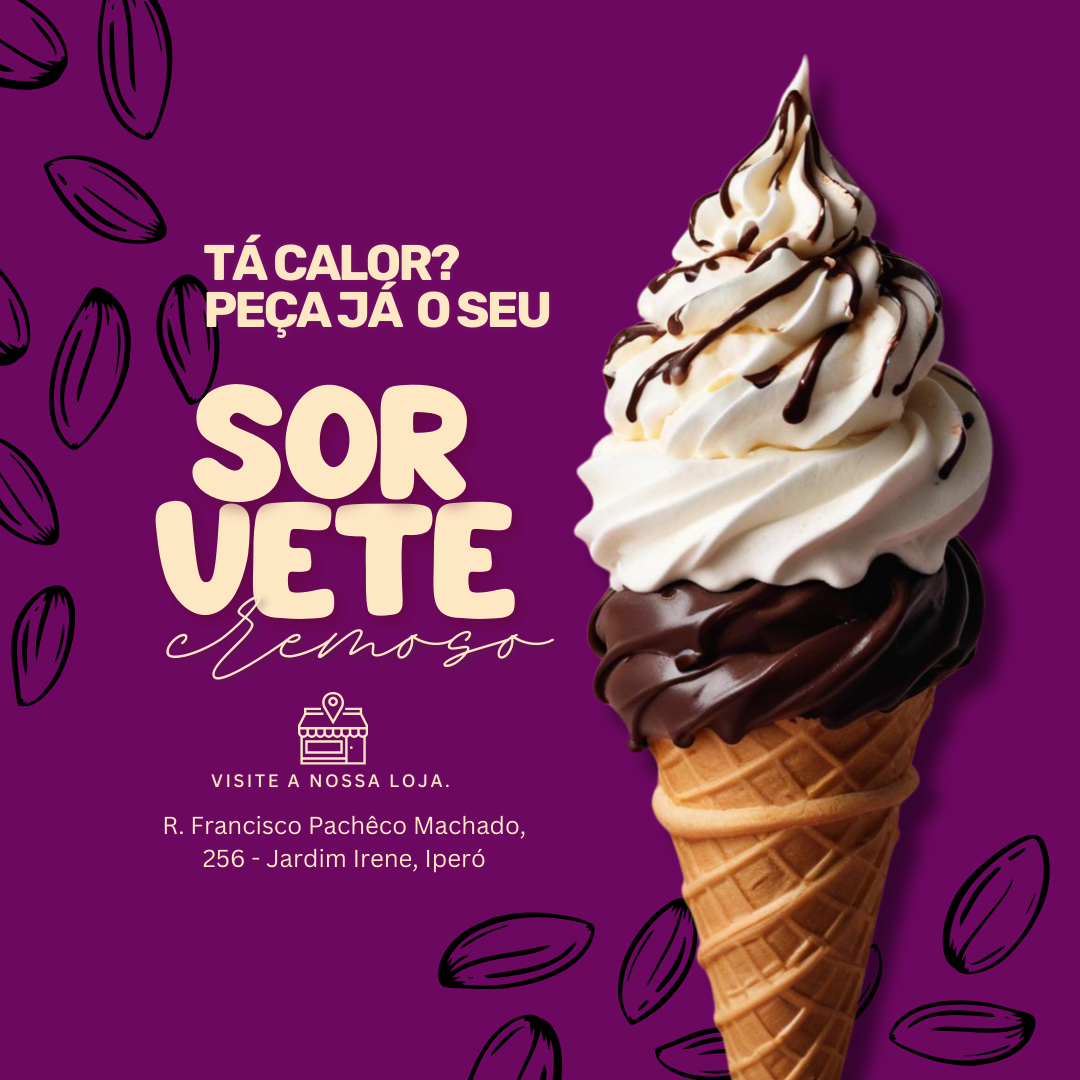 TÁ CALOR?
PEÇA JÁ O SEU
SOR
VETE
cremoso
VISITE A NOSSA LOJA.
R. Francisco Pachêco Machado,
256 - Jardim Irene, Iperó